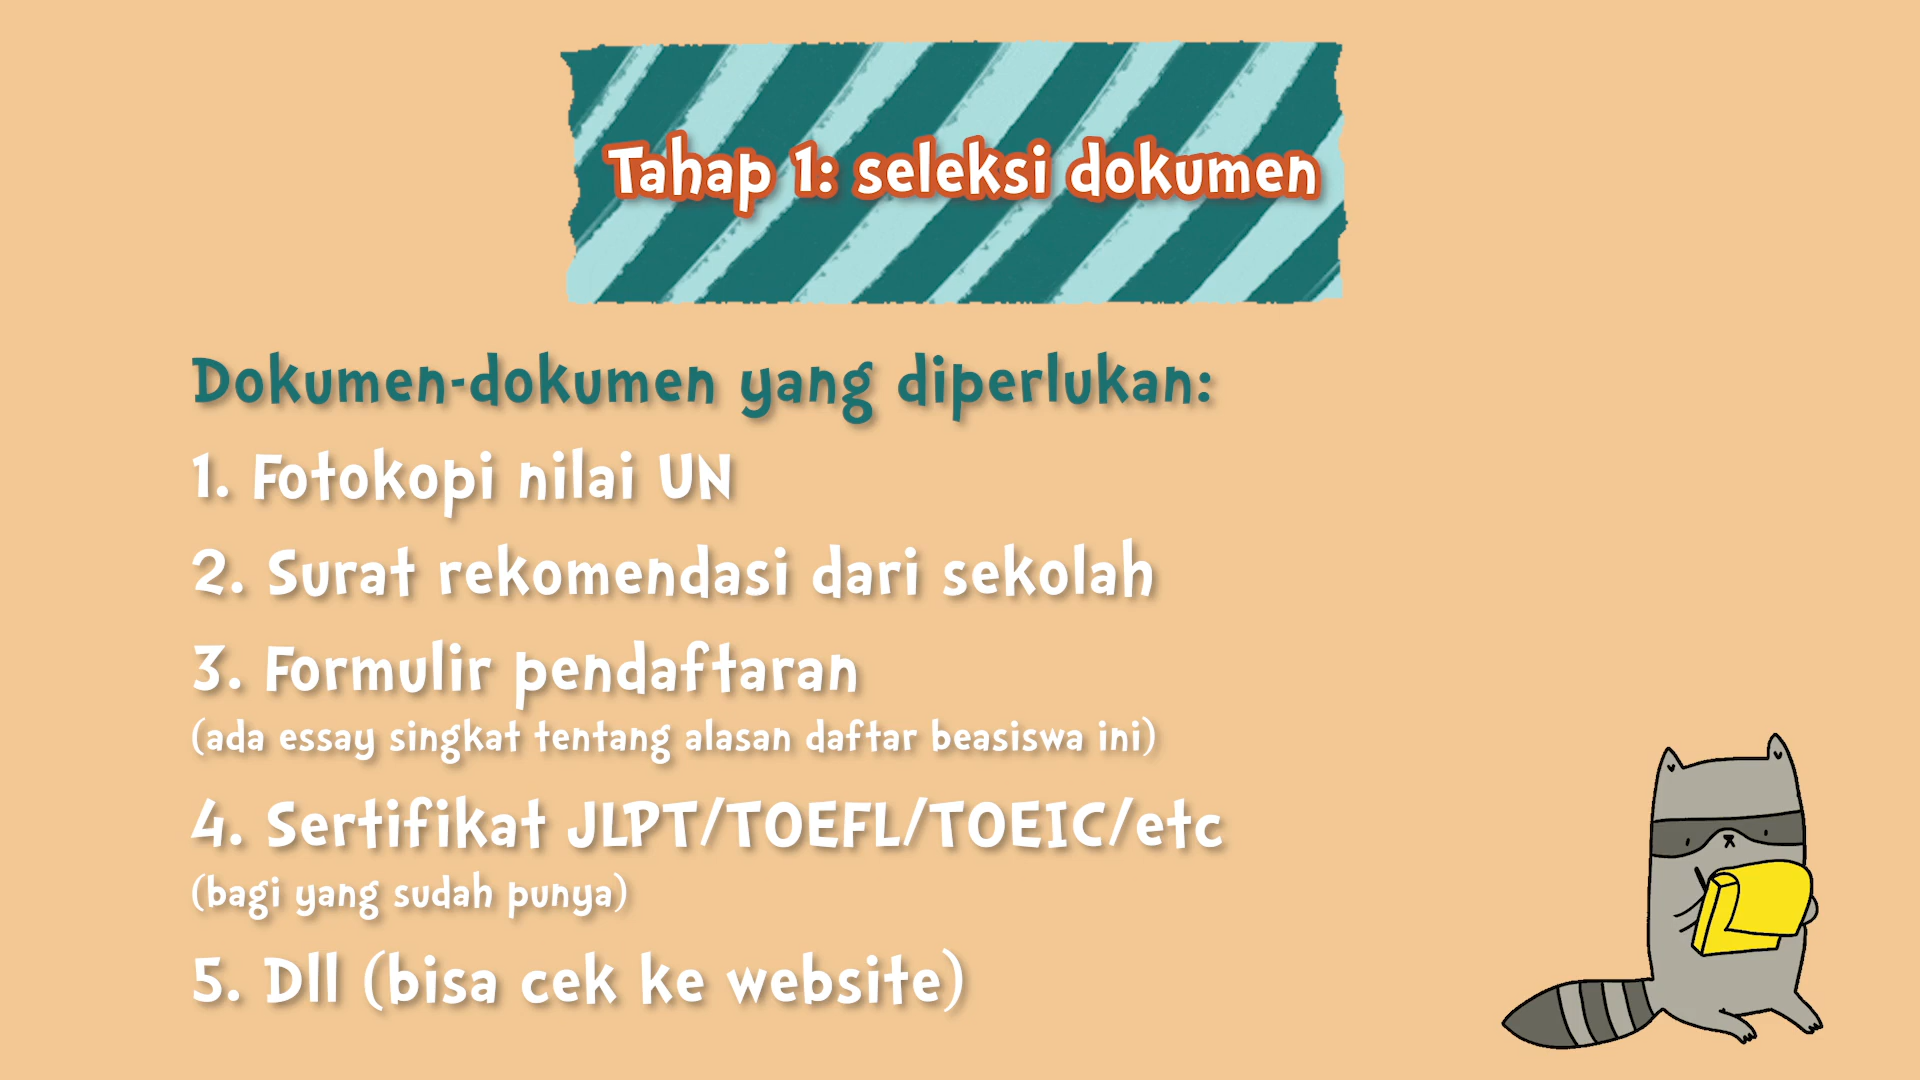 Tahap 1: seleksi dokumen
Dokumen-dokumen yang diperlukan:
1. Fotokopi nilai UN
2. Surat rekomendasi dari sekolah
3. Formulir pendaftaran
(ada essay singkat tentang alasan daftar beasiswa ini)
4. Sertifikat JLPT/TOEFL/TOEIC/etc
(bagi yang sudah punya)
5. Dll (bisa cek ke website)